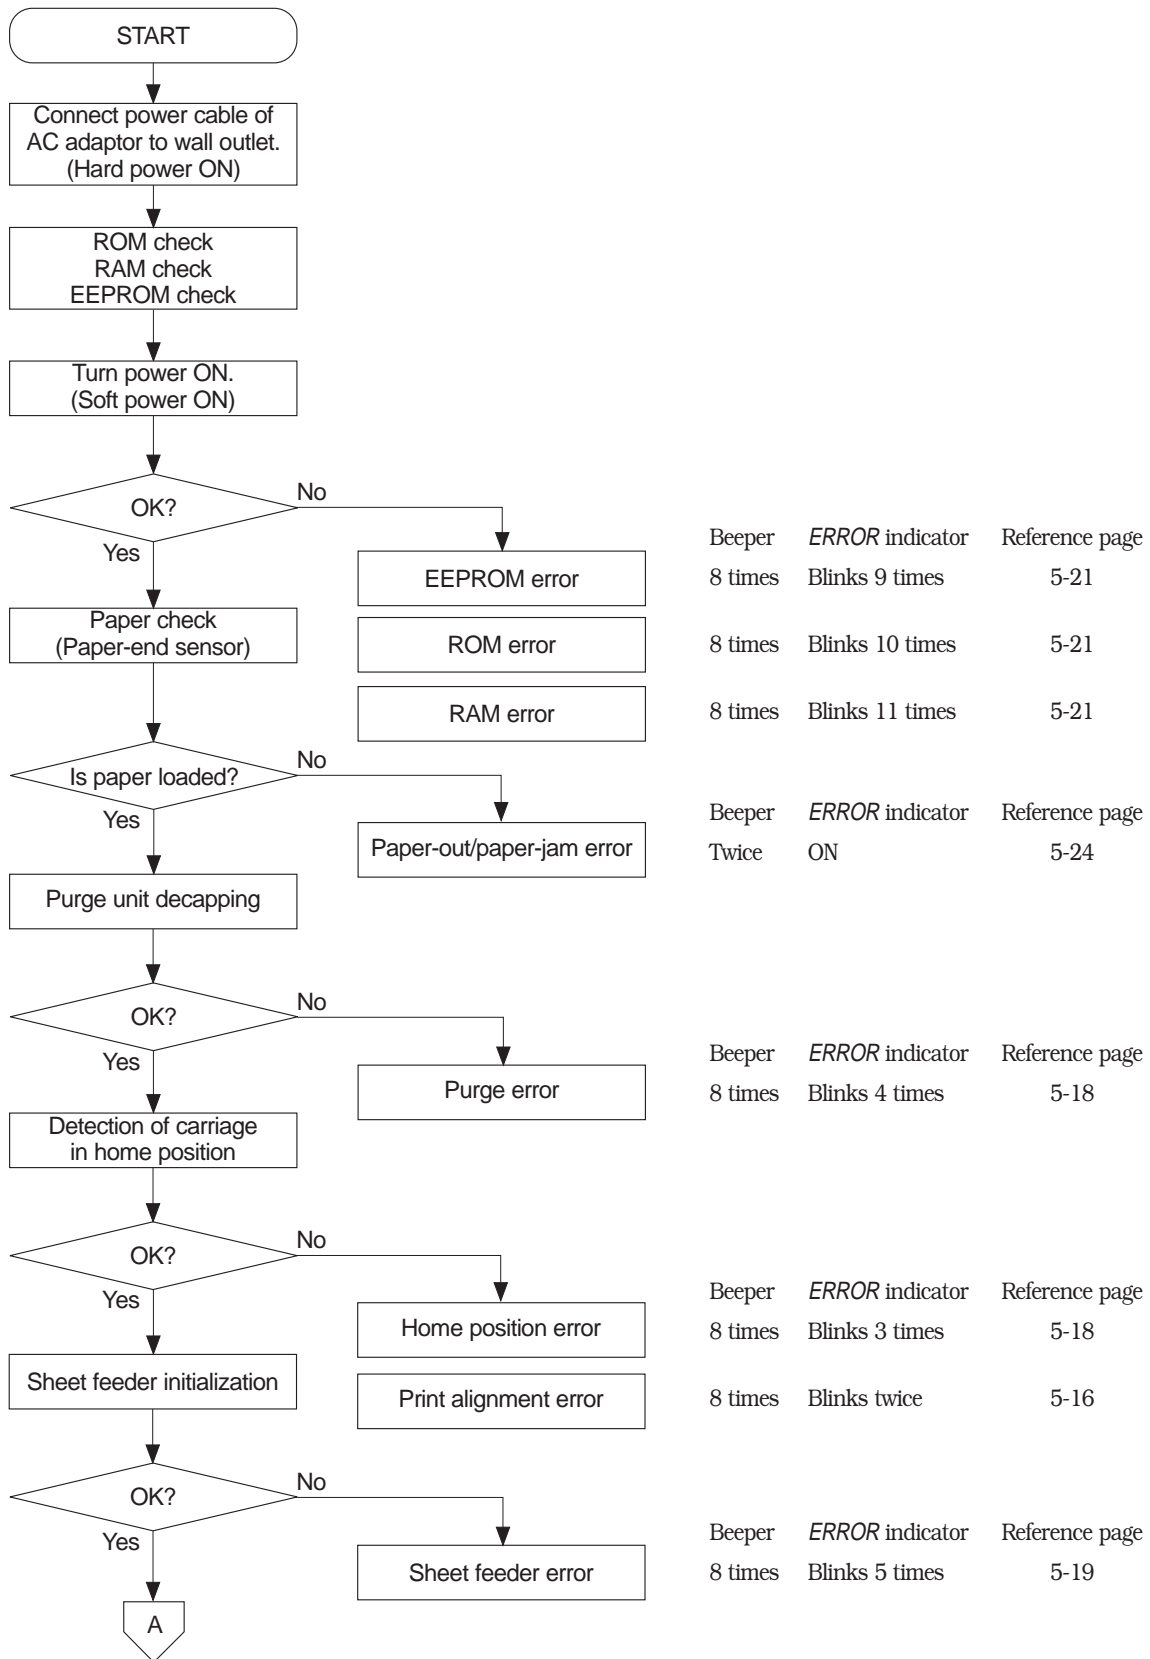 START
Connect power cable of
AC adaptor to wall outlet.
(Hard power ON)
ROM check
RAM check
EEPROM check
Turn power ON.
(Soft power ON)
OK?
No
Yes
Beeper ERROR indicator Reference page
EEPROM error 8 times Blinks 9 times 5-21
Paper check
(Paper-end sensor)
ROM error 8 times Blinks 10 times 5-21
RAM error 8 times Blinks 11 times 5-21
Is paper loaded?
No
Yes
Beeper ERROR indicator Reference page
Paper-out/paper-jam error Twice ON 5-24
Purge unit decapping
OK?
No
Yes
Beeper ERROR indicator Reference page
Purge error 8 times Blinks 4 times 5-18
Detection of carriage
in home position
OK?
No
Yes
Beeper ERROR indicator Reference page
Home position error 8 times Blinks 3 times 5-18
Sheet feeder initialization
Print alignment error 8 times Blinks twice 5-16
OK?
No
Yes
Beeper ERROR indicator Reference page
Sheet feeder error 8 times Blinks 5 times 5-19
A